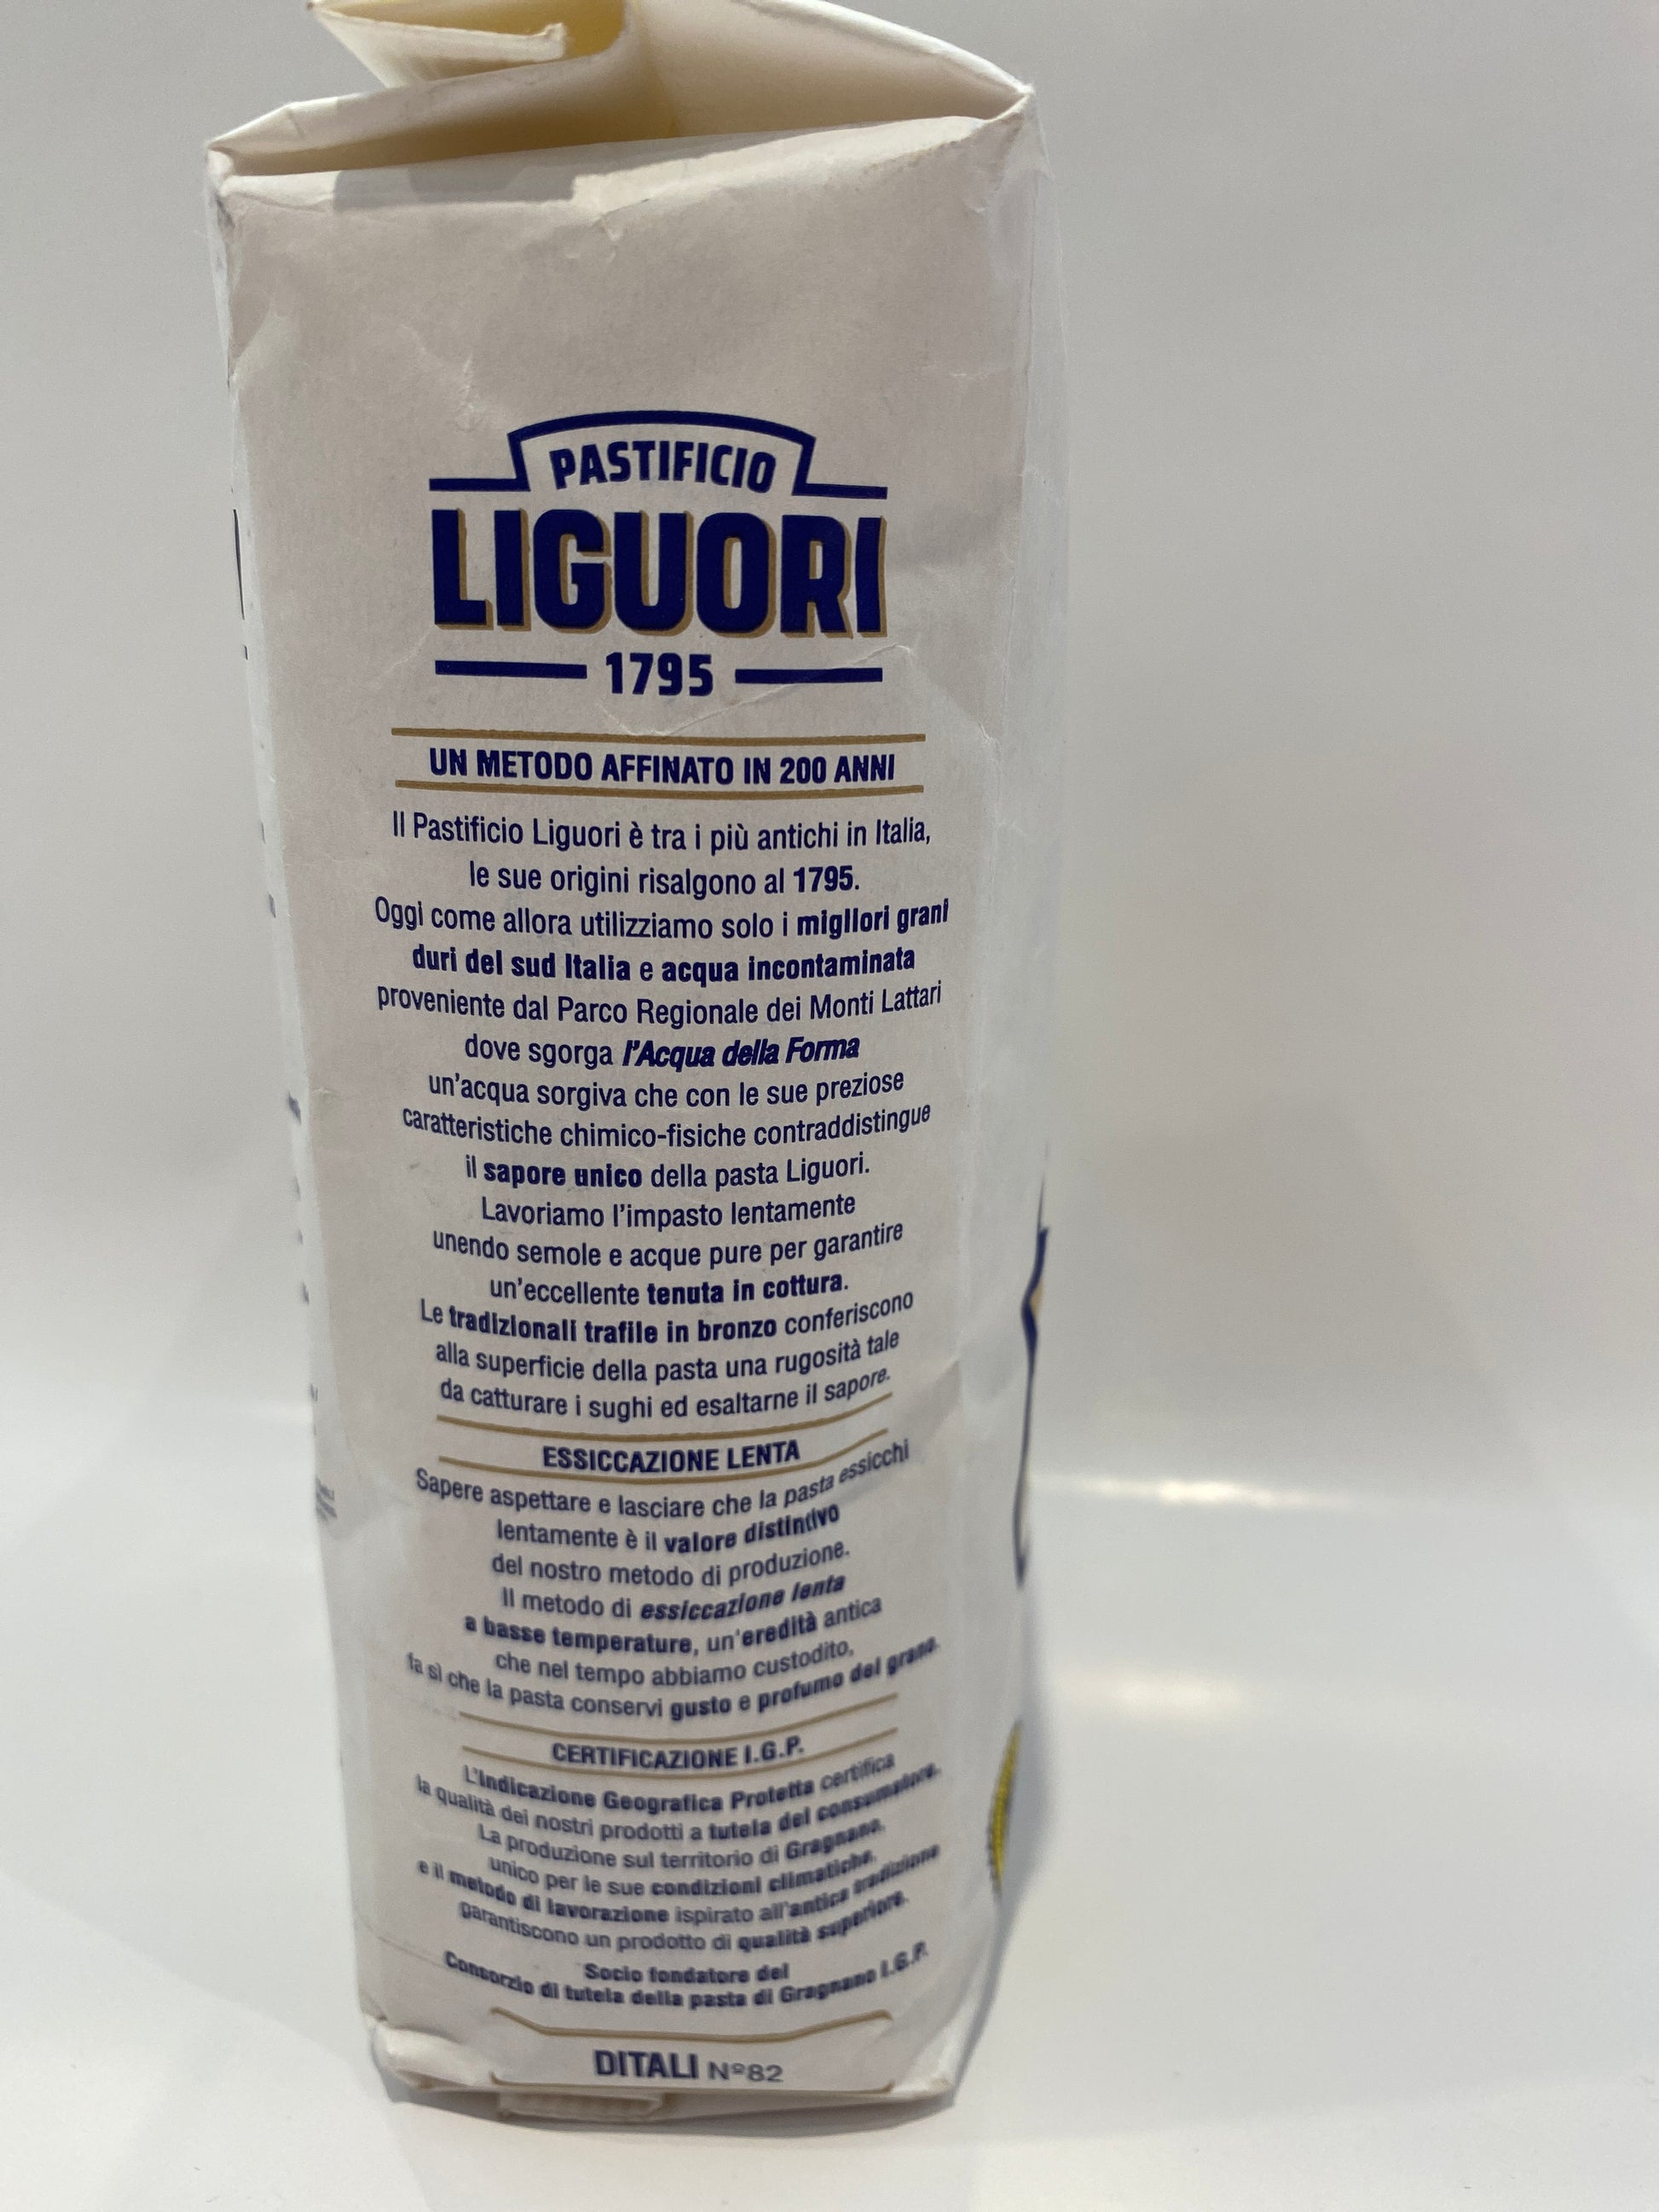 PASTIFICIO
LIGUORI
1795
UN METODO AFFINATO IN 200 ANNI
Il Pastificio Liguori è tra i più antichi in Italia,
le sue origini risalgono al 1795.
Oggi come allora utilizziamo solo i migliori grani
duri del sud Italia e acqua incontaminata
proveniente dal Parco Regionale dei Monti Lattari
dove sgorga l'Acqua della Forma
un'acqua sorgiva che con le sue preziose
caratteristiche chimico-fisiche contraddistingue
il sapore unico della pasta Liguori.
Lavoriamo l'impasto lentamente
unendo semole e acque pure per garantire
un'eccellente tenuta in cottura.
Le tradizionali trafile in bronzo conferiscono
alla superficie della pasta una rugosità tale
da catturare i sughi ed esaltarne il sapore.
ESSICCAZIONE LENTA
Sapere aspettare e lasciare che la pasta essicchi
lentamente è il valore distintivo
del nostro metodo di produzione.
Il metodo di essiccazione lenta
a basse temperature, un'eredità antica
che nel tempo abbiamo custodito,
fa sì che la pasta conservi gusto e profumo del grano.
CERTIFICAZIONE I.G.P.
L'Indicazione Geografica Protetta certifica
la qualità dei nostri prodotti a tutela del consumatore.
La produzione sul territorio di Gragnano,
unico per le sue condizioni climatiche,
e il metodo di lavorazione ispirato all'antica tradizione
garantiscono un prodotto di qualità superiore.
Socio fondatore del
Consorzio di tutela della pasta di Gragnano I.G.P.
DITALI Nº82